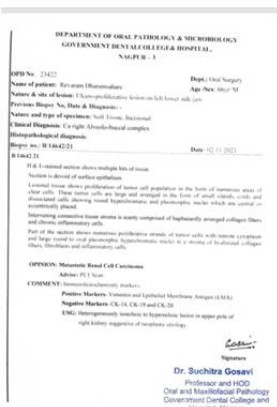 DEPARTMENT OF ORAL PATHOLOGY & MICROBIOLOGY
GOVERNMENT DENTAL COLLEGE & HOSPITAL,
NAGPUR - 3
OPD No. 23422
Dept.: Oral Surgery
Name of patient: Revaram
Age /Sex: /M
Nature & site of lesion: Ulcero-proliferative lesion on left lower side jaw
Previous Biopsy No, Date & Diagnosis: -
Nature and type of specimen: Soft Tissue, Incisional
Clinical Diagnosis: Ca right Alveolo-buccal complex
Histopathological diagnosis
Biopsy no.: B-14642/21
Date: 02.11.2021
B-14642/21
H & E stained section shows multiple bits of tissue.
Section is devoid of surface epithelium.
Lesional tissue shows proliferation of tumor cell population in the form of numerous areas of
clear cells. These tumor cells are large and arranged in the form of small islands, cords and
dissociated cells showing round hyperchromatic and pleomorphic nuclei which are central or
eccentrically placed.
Intervening connective tissue stroma is scanty comprised of haphazardly arranged collagen fibers
and chronic inflammatory cells.
Part of the section shows numerous proliferating strands of tumor cells with remote cytoplasm
and large round to oval pleomorphic, hyperchromatic nuclei in a stroma of hyalinized collagen
fibers, fibroblasts and inflammatory cells.
OPINION: Metastatic Renal Cell Carcinoma
Advise: PET Scan
COMMENT: Immunohistochemistry markers
Positive Markers- Vimentin and Epithelial Membrane Antigen (EMA)
Negative Markers- CK-14, CK-19 and CK-20
USG: Heterogenously isoechoic to hyperechoic lesion in upper pole of
right kidney suggestive of neoplastic etiology
Signature
Dr. Suchitra Gosavi
Professor and HOD
Oral and Maxillofacial Pathology
Government Dental College and